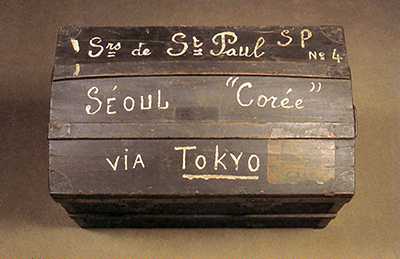 Srs de St Paul SP
No 4
SÉOUL "Corée"
VIA TOKYO